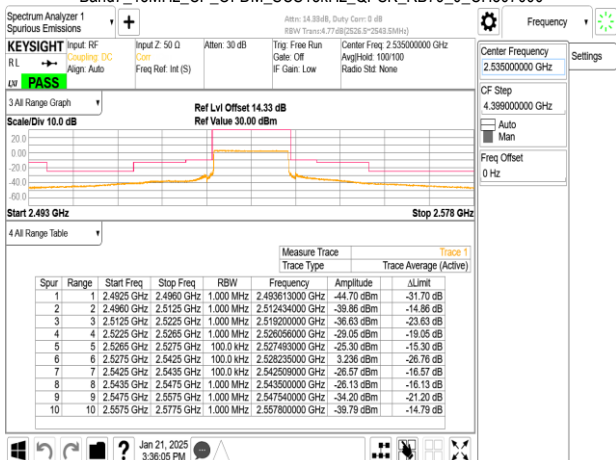 Spectrum Analyzer 1
Spurious Emissions
Attn: 14.33dB, Duty Corr: 0 dB
RBW Trans:4.77dB(2526.5~2543.5MHz)
Frequency
KEYSIGHT
Input: RF
Input Z: 50 Ω
Atten: 30 dB
Trig: Free Run
Center Freq: 2.535000000 GHz
RL
Coupling: DC
Corr
Gate: Off
Avg|Hold: 100/100
Align: Auto
Freq Ref: Int (S)
IF Gain: Low
Radio Std: None
LXI
PASS
Center Frequency
2.535000000 GHz
Settings
CF Step
4.399000000 GHz
Auto
Man
Freq Offset
0 Hz
3 All Range Graph
Ref Lvl Offset 14.33 dB
Scale/Div 10.0 dB
Ref Value 30.00 dBm
20.0
0.00
-20.0
-40.0
-60.0
Start 2.493 GHz
Stop 2.578 GHz
4 All Range Table
Measure Trace
Trace 1
Trace Type
Trace Average (Active)
Spur Range Start Freq Stop Freq RBW Frequency Amplitude ΔLimit
1 1 2.4925 GHz 2.4960 GHz 1.000 MHz 2.493613000 GHz -44.70 dBm -31.70 dB
2 2 2.4960 GHz 2.5125 GHz 1.000 MHz 2.512434000 GHz -39.86 dBm -14.86 dB
3 3 2.5125 GHz 2.5225 GHz 1.000 MHz 2.519200000 GHz -36.63 dBm -23.63 dB
4 4 2.5225 GHz 2.5265 GHz 1.000 MHz 2.526056000 GHz -29.05 dBm -19.05 dB
5 5 2.5265 GHz 2.5275 GHz 100.0 kHz 2.527493000 GHz -25.30 dBm -15.30 dB
6 6 2.5275 GHz 2.5425 GHz 100.0 kHz 2.528235000 GHz 3.236 dBm -26.76 dB
7 7 2.5425 GHz 2.5435 GHz 100.0 kHz 2.542509000 GHz -26.57 dBm -16.57 dB
8 8 2.5435 GHz 2.5475 GHz 1.000 MHz 2.543500000 GHz -26.13 dBm -16.13 dB
9 9 2.5475 GHz 2.5575 GHz 1.000 MHz 2.547540000 GHz -34.20 dBm -21.20 dB
10 10 2.5575 GHz 2.5775 GHz 1.000 MHz 2.557800000 GHz -39.79 dBm -14.79 dB
Jan 21, 2025
3:36:05 PM